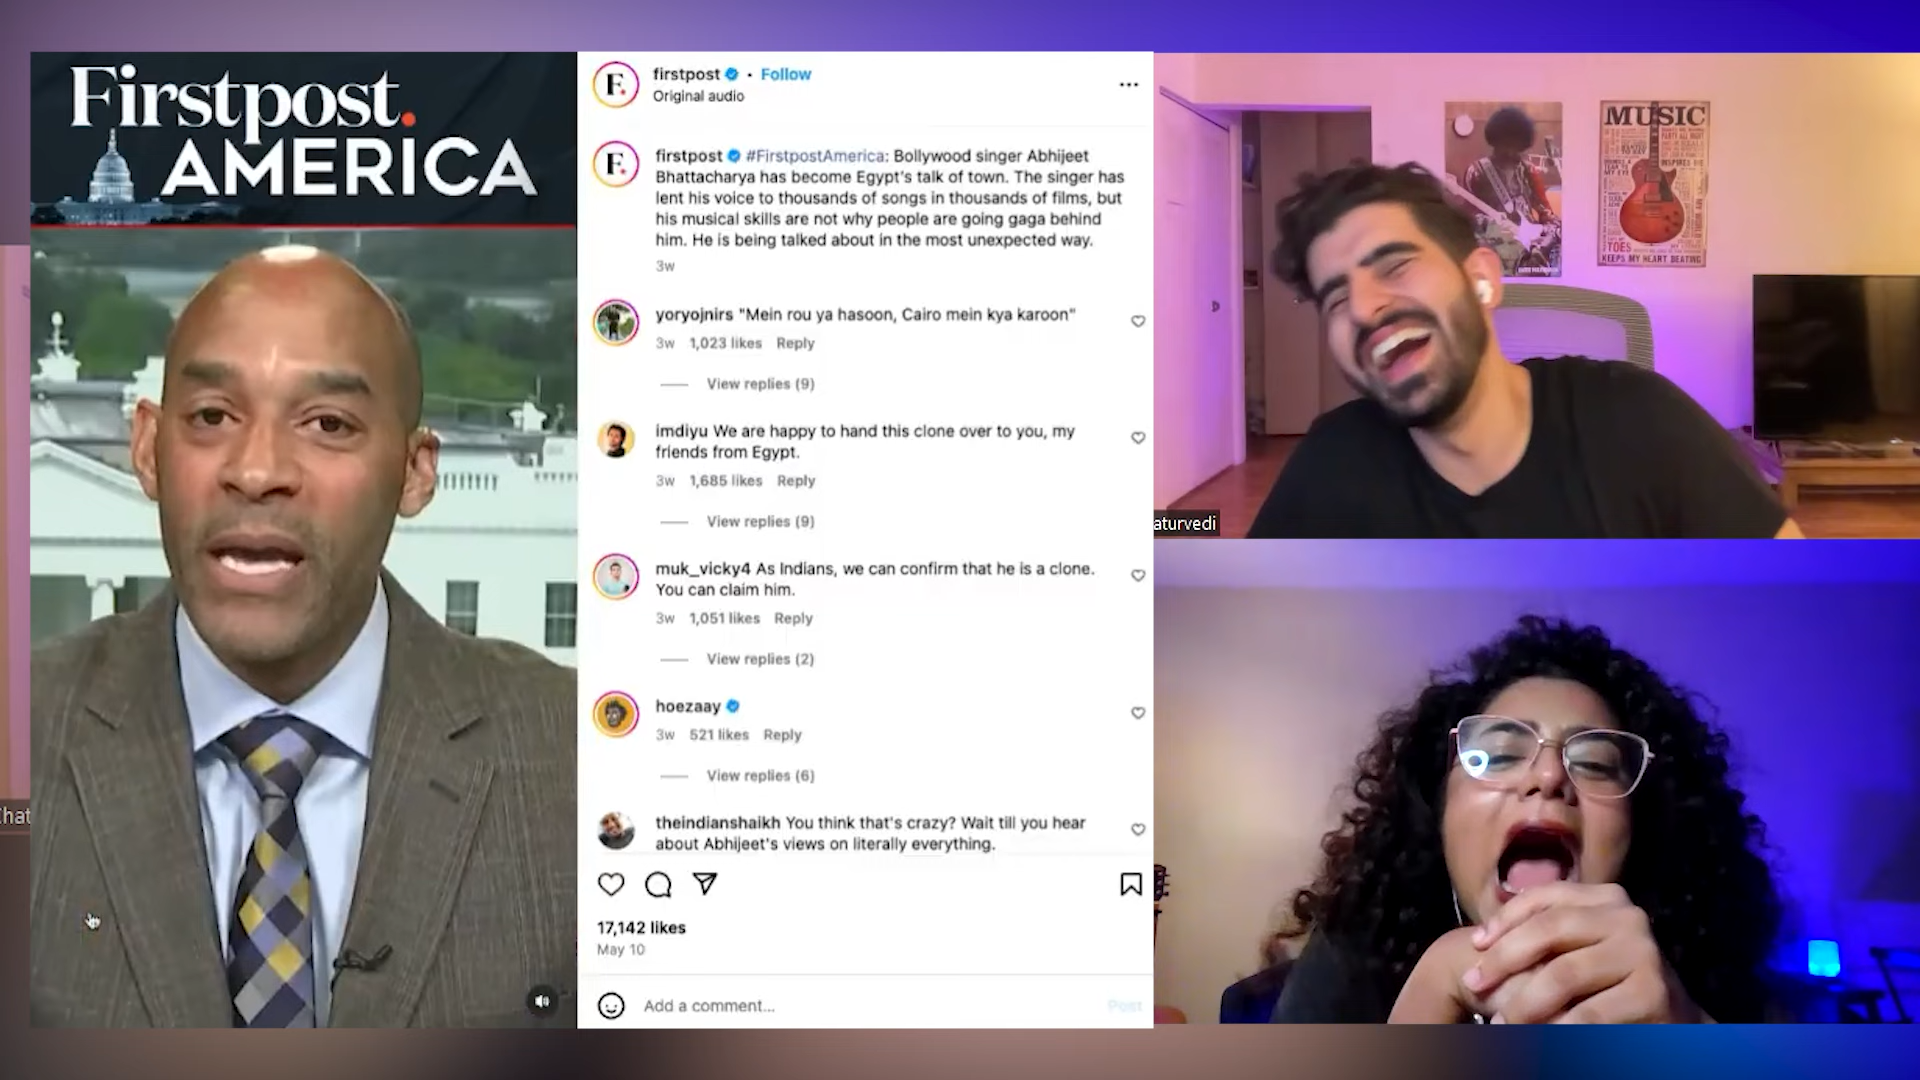 Firstpost.
AMERICA
firstpost • Follow
Original audio
firstpost #FirstpostAmerica: Bollywood singer Abhijeet
Bhattacharya has become Egypt's talk of town. The singer has
lent his voice to thousands of songs in thousands of films, but
his musical skills are not why people are going gaga behind
him. He is being talked about in the most unexpected way.
3w
yoryojnirs "Mein rou ya hasoon, Cairo mein kya karoon"
3w 1,023 likes Reply
View replies (9)
imdiyu We are happy to hand this clone over to you, my
friends from Egypt.
3w 1,685 likes Reply
View replies (9)
muk_vicky4 As Indians, we can confirm that he is a clone.
You can claim him.
3w 1,051 likes Reply
View replies (2)
hoezaay
3w 521 likes Reply
View replies (6)
theindianshaikh You think that's crazy? Wait till you hear
about Abhijeet's views on literally everything.
17,142 likes
May 10
Add a comment...
Post
MUSIC
TOES
KEEPS MY HEART BEATING
aturvedi
Chat